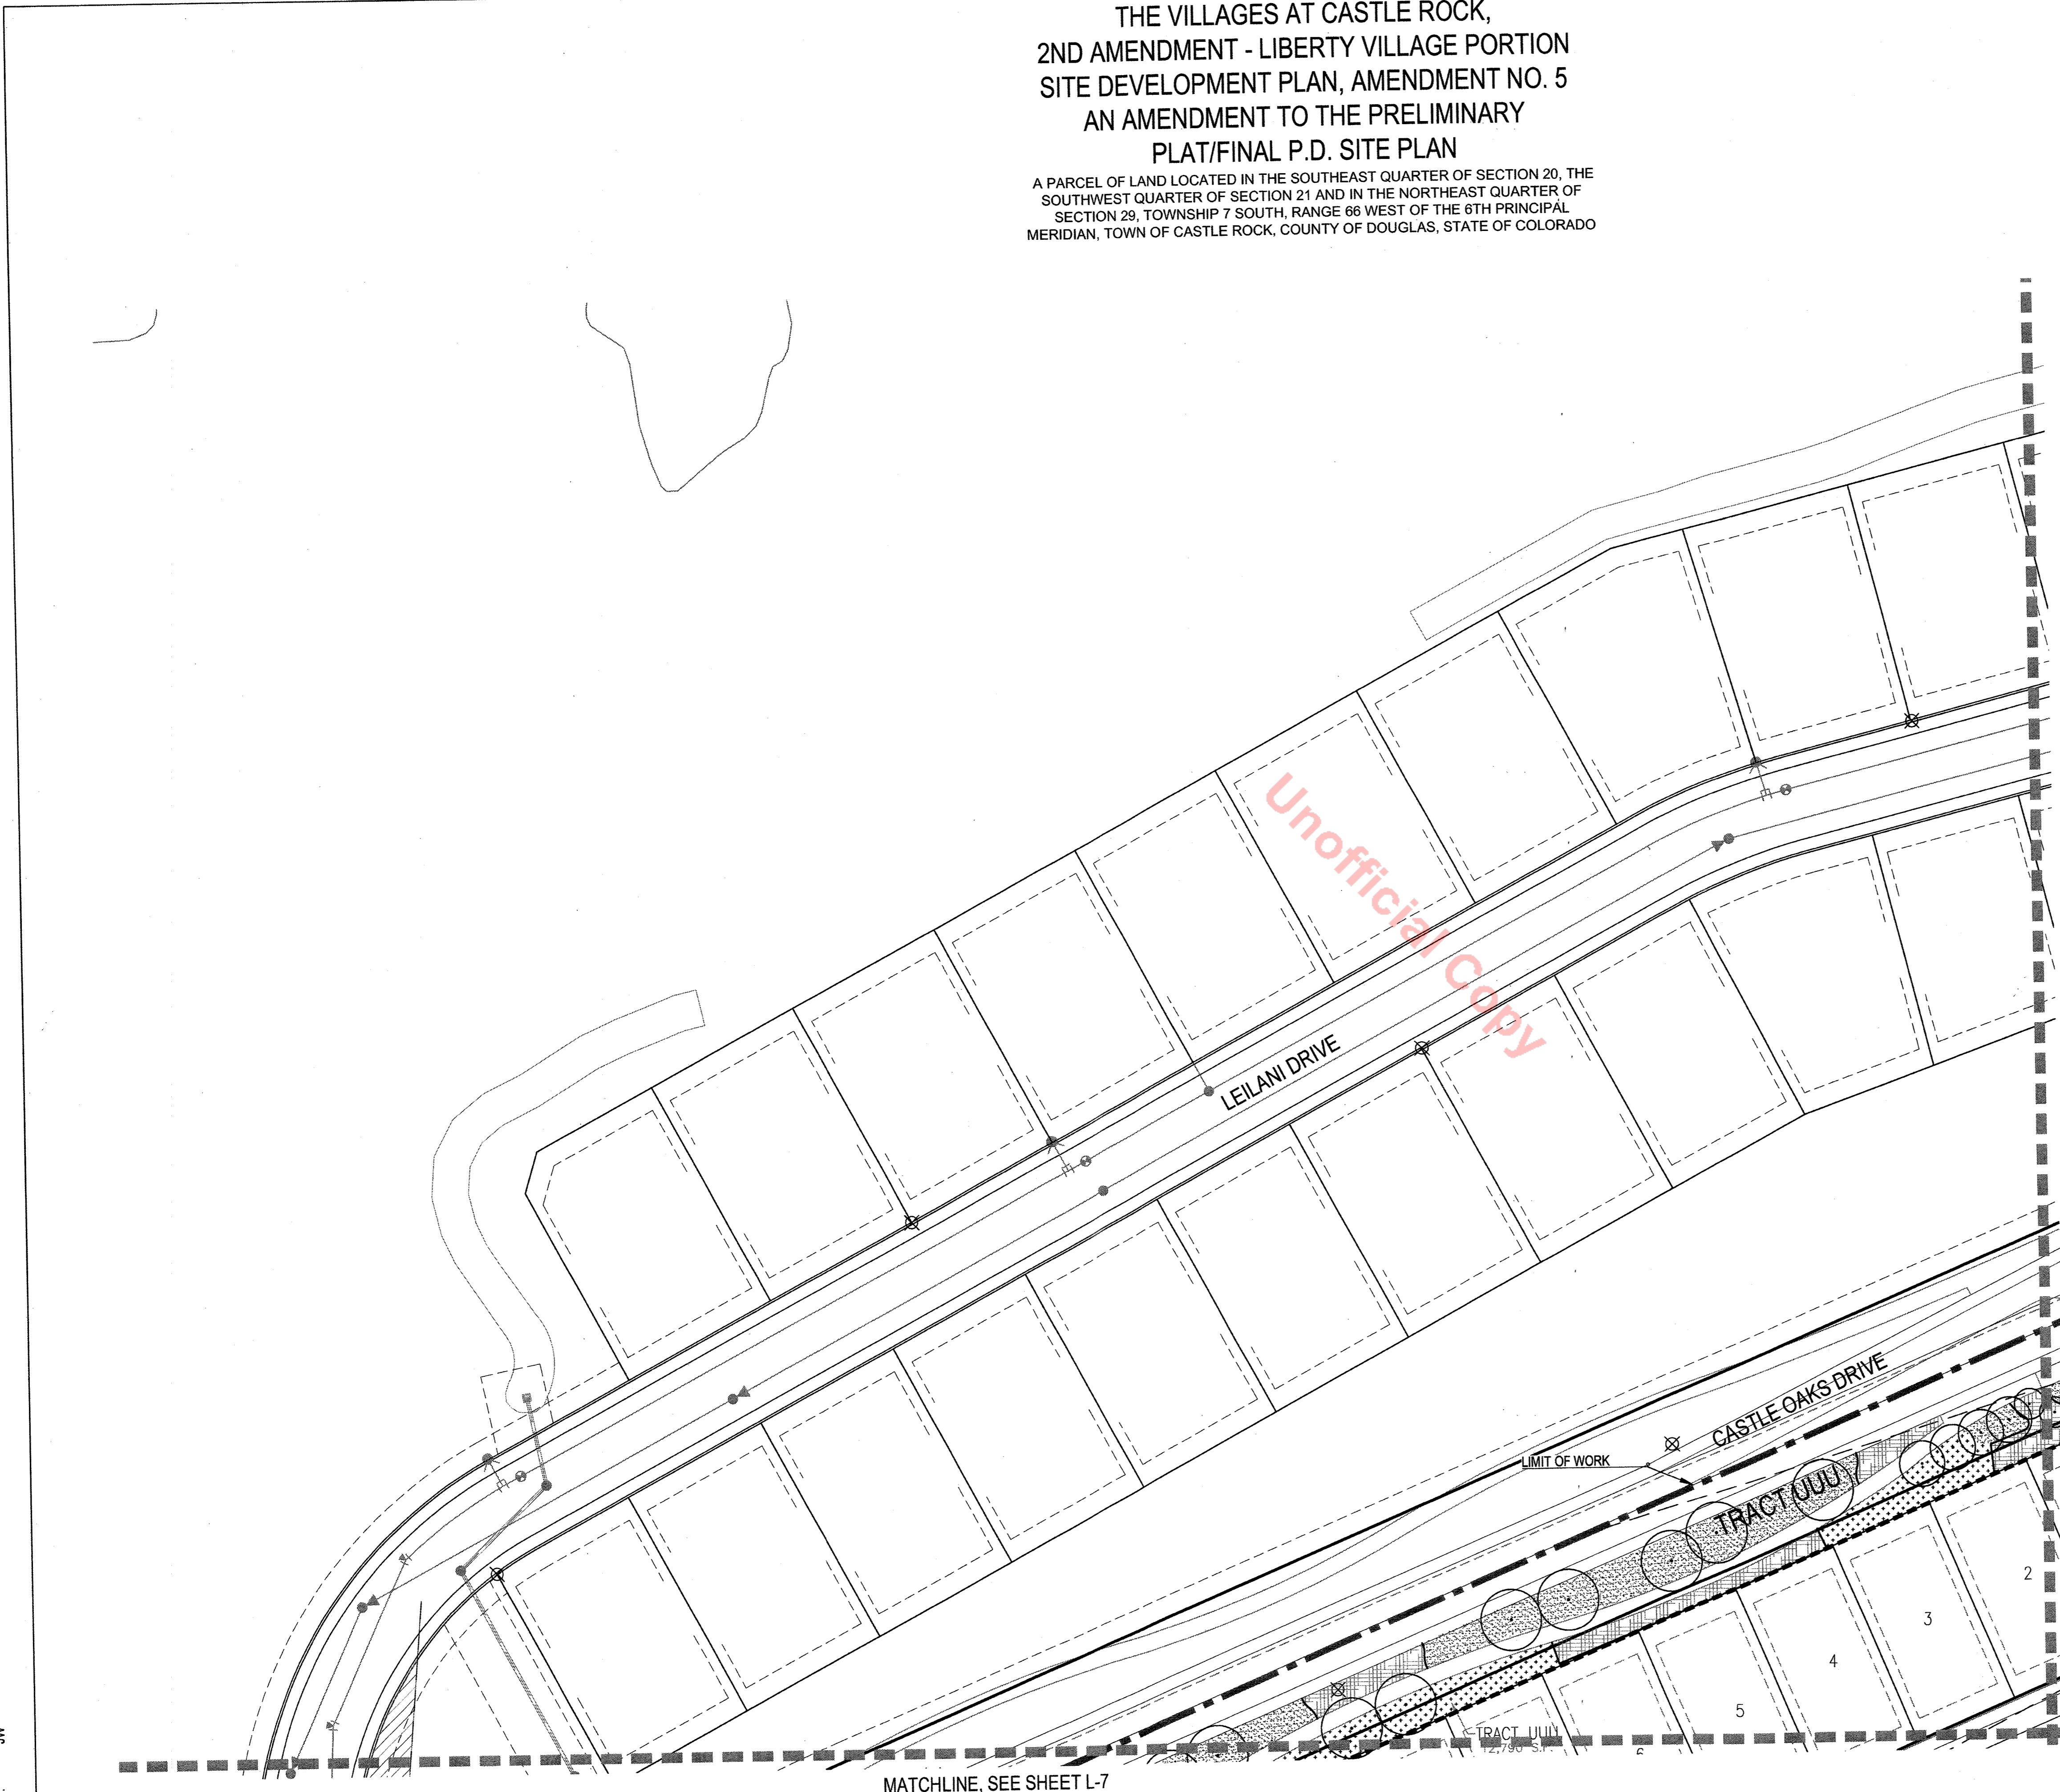 THE VILLAGES AT CASTLE ROCK,
2ND AMENDMENT - LIBERTY VILLAGE PORTION
SITE DEVELOPMENT PLAN, AMENDMENT NO. 5
AN AMENDMENT TO THE PRELIMINARY
PLAT/FINAL P.D. SITE PLAN
A PARCEL OF LAND LOCATED IN THE SOUTHEAST QUARTER OF SECTION 20, THE
SOUTHWEST QUARTER OF SECTION 21 AND IN THE NORTHEAST QUARTER OF
SECTION 29, TOWNSHIP 7 SOUTH, RANGE 66 WEST OF THE 6TH PRINCIPAL
MERIDIAN, TOWN OF CASTLE ROCK, COUNTY OF DOUGLAS, STATE OF COLORADO
Unofficial Copy
LEILANI DRIVE
CASTLE OAKS DRIVE
LIMIT OF WORK
TRACT UUU
2
3
4
5
TRACT UUU
MATCHLINE, SEE SHEET L-7